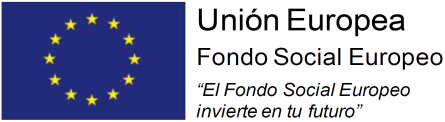 Unión Europea
Fondo Social Europeo
“El Fondo Social Europeo
invierte en tu futuro”